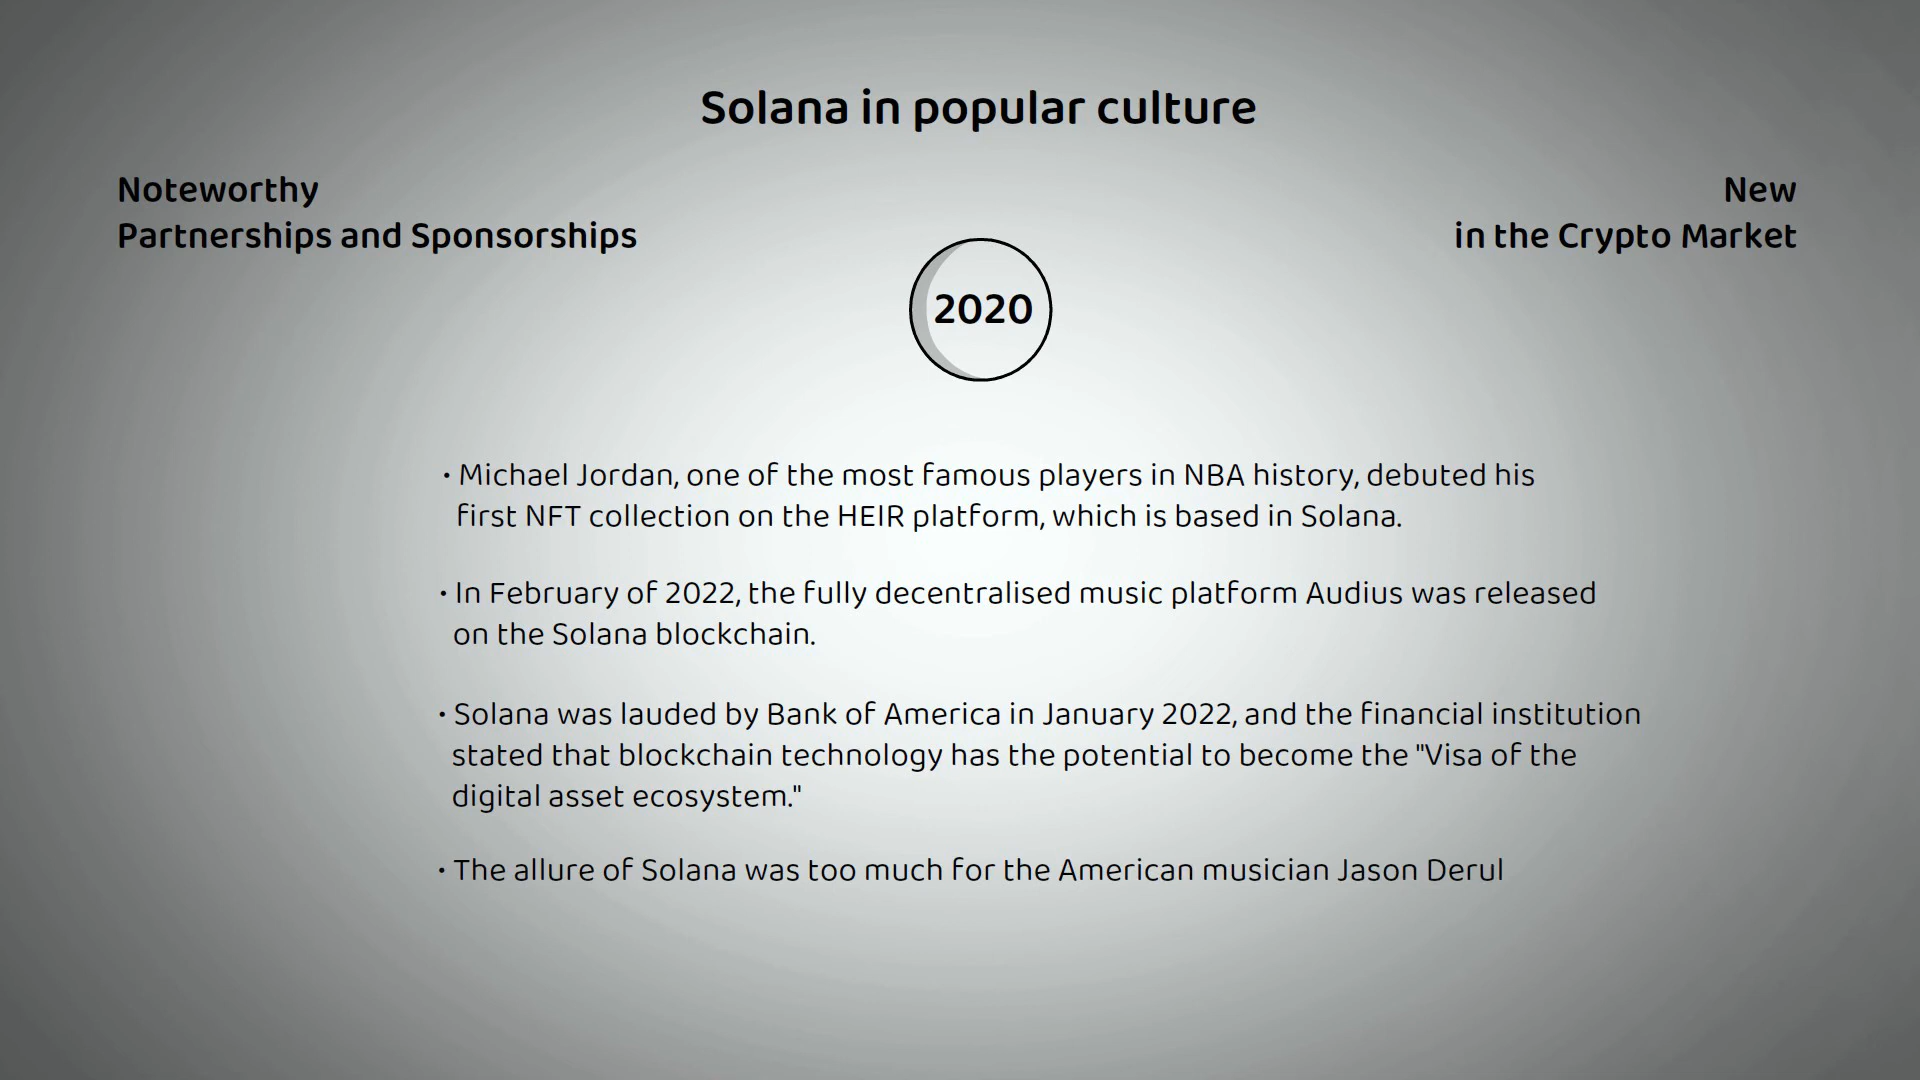 Solana in popular culture
Noteworthy
Partnerships and Sponsorships
New
in the Crypto Market
2020
• Michael Jordan, one of the most famous players in NBA history, debuted his
first NFT collection on the HEIR platform, which is based in Solana.
• In February of 2022, the fully decentralised music platform Audius was released
on the Solana blockchain.
• Solana was lauded by Bank of America in January 2022, and the financial institution
stated that blockchain technology has the potential to become the "Visa of the
digital asset ecosystem."
• The allure of Solana was too much for the American musician Jason Derul